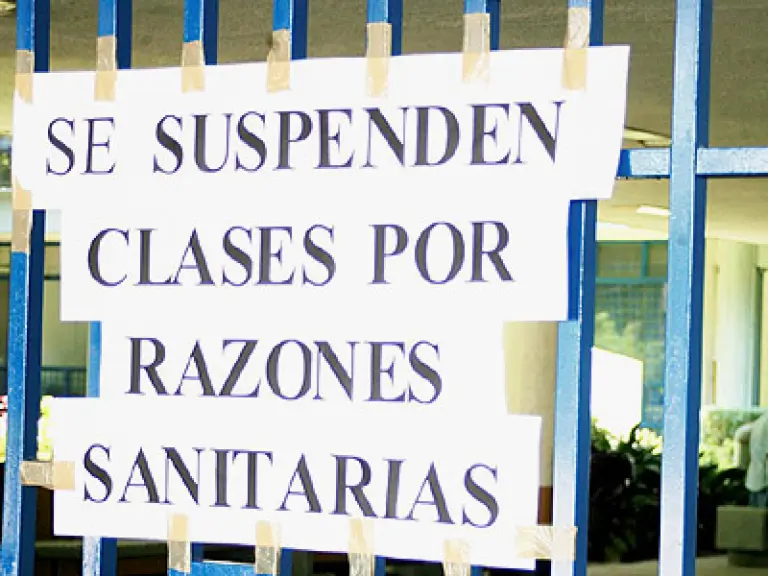 SE SUSPENDEN
CLASES POR
RAZONES
SANITARIAS